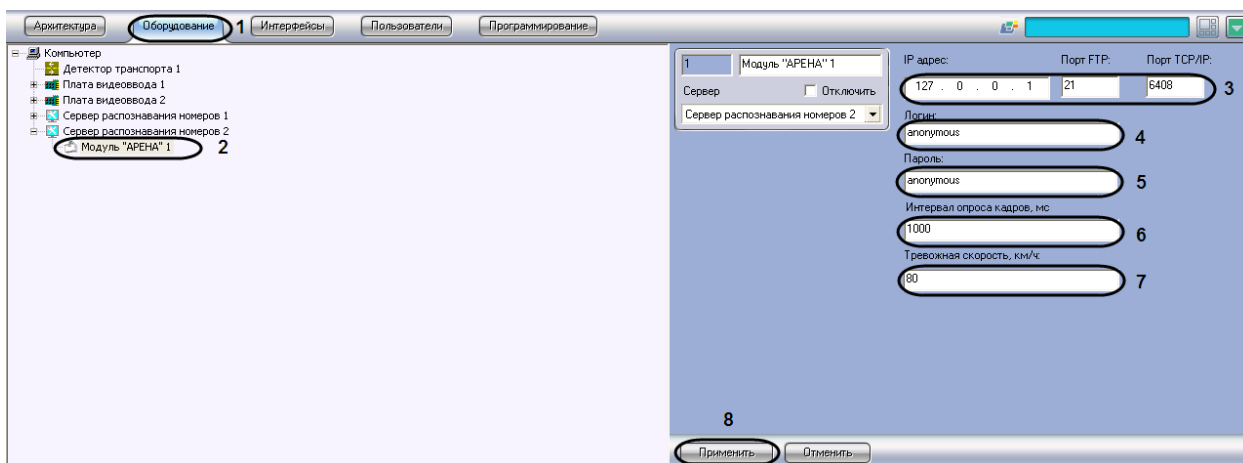 Архитектура Оборудование 1 Интерфейсы Пользователи Программирование
Компьютер
Детектор транспорта 1
Плата видеоввода 1
Плата видеоввода 2
Сервер распознавания номеров 1
Сервер распознавания номеров 2
Модуль "АРЕНА" 1 2
1 Модуль "АРЕНА" 1
Сервер Отключить
Сервер распознавания номеров 2
IP адрес: Порт FTP: Порт TCP/IP:
127 . 0 . 0 . 1 21 6408 3
Логин:
anonymous 4
Пароль:
anonymous 5
Интервал опроса кадров, мс
1000 6
Тревожная скорость, км/ч:
80 7
8
Применить Отменить